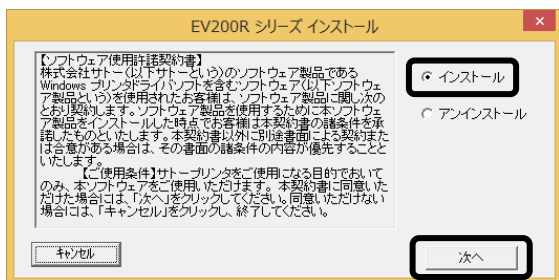 EV200R シリーズ インストール
【ソフトウェア使用許諾契約書】
株式会社サトー(以下サトーという)のソフトウェア製品である
Windows プリンタドライバソフトを含むソフトウェア(以下ソフトウェ
ア製品という)を使用されたお客様は、ソフトウェア製品に関し次の
とおり契約します。ソフトウェア製品を使用するために本ソフトウェ
ア製品をインストールした時点でお客様は本契約書の諸条件を承
諾したものといたします。本契約書以外に別途書面による契約また
は合意がある場合は、その書面の諸条件の内容が優先することと
いたします。
【ご使用条件】サトープリンタをご使用になる目的でおいて
のみ、本ソフトウェアをご使用いただけます。本契約書に同意いた
だけた場合には、「次へ」をクリックしてください。同意いただけない
場合には、「キャンセル」をクリックし、終了してください。
インストール
アンインストール
キャンセル
次へ